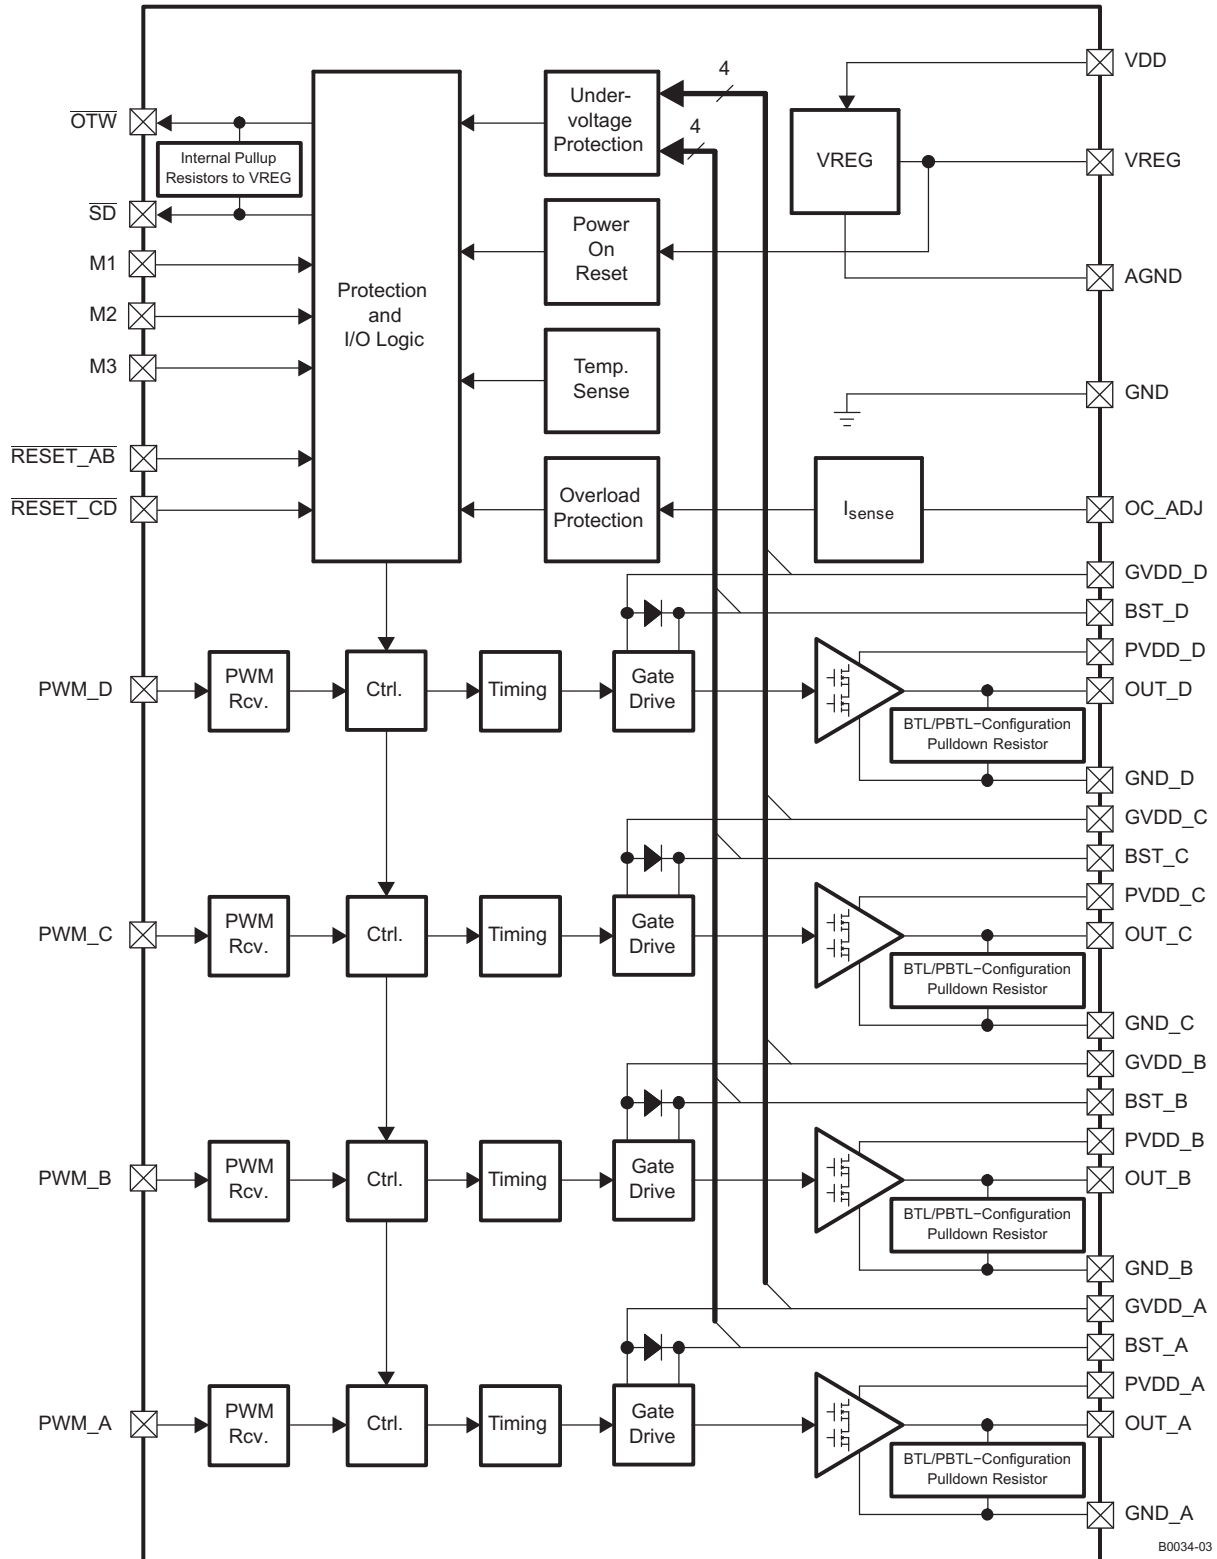 4
VDD
OTW
Under-
voltage
Protection
4
Internal Pullup
Resistors to VREG
VREG
VREG
SD
Power
On
Reset
M1
AGND
Protection
and
I/O Logic
M2
M3
Temp.
Sense
GND
RESET_AB
RESET_CD
Overload
Protection
Isense
OC_ADJ
GVDD_D
BST_D
PVDD_D
PWM_D
PWM
Rcv.
Ctrl.
Timing
Gate
Drive
OUT_D
BTL/PBTL−Configuration
Pulldown Resistor
GND_D
GVDD_C
BST_C
PVDD_C
PWM_C
PWM
Rcv.
Ctrl.
Timing
Gate
Drive
OUT_C
BTL/PBTL−Configuration
Pulldown Resistor
GND_C
GVDD_B
BST_B
PVDD_B
PWM_B
PWM
Rcv.
Ctrl.
Timing
Gate
Drive
OUT_B
BTL/PBTL−Configuration
Pulldown Resistor
GND_B
GVDD_A
BST_A
PVDD_A
PWM_A
PWM
Rcv.
Ctrl.
Timing
Gate
Drive
OUT_A
BTL/PBTL−Configuration
Pulldown Resistor
GND_A
B0034-03